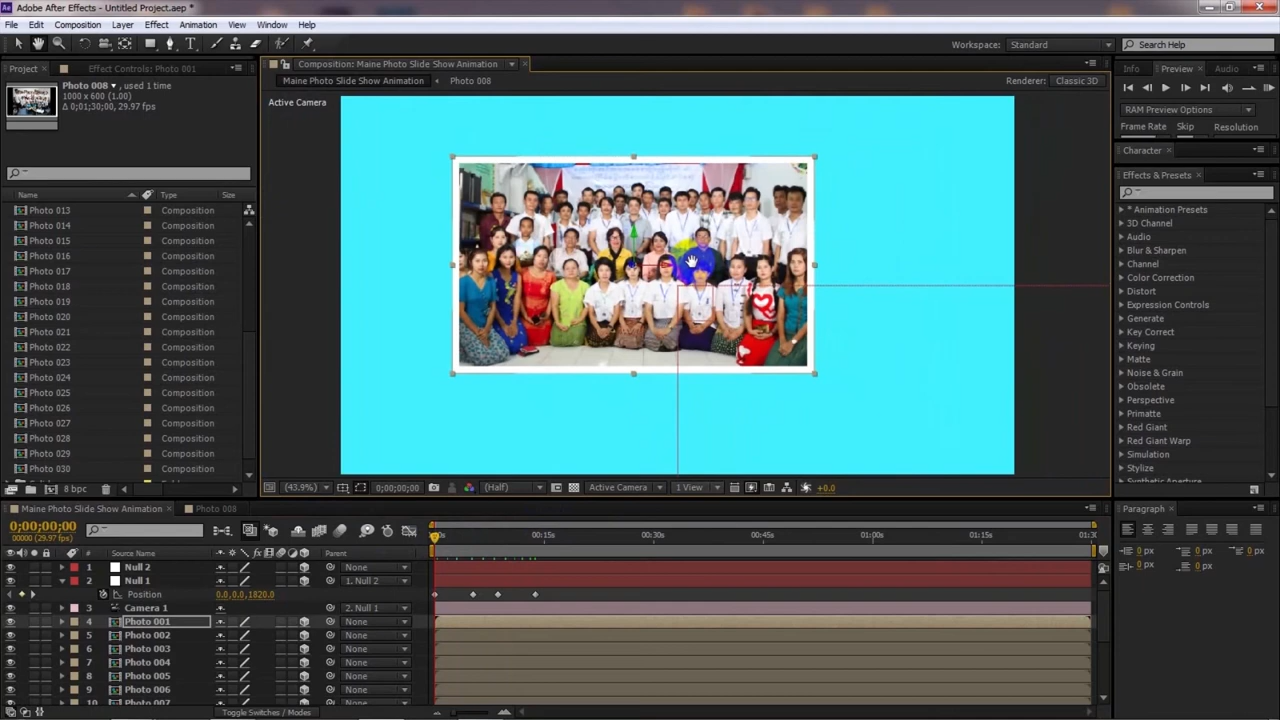 Adobe After Effects - Untitled Project.aep *
File Edit Composition Layer Effect Animation View Window Help
Workspace: Standard Search Help
Project Effect Controls: Photo 001
Composition: Maine Photo Slide Show Animation
Info Preview Audio
Photo 008 , used 1 time
1000 x 600 (1.00)
Δ 0;01;30;00, 29.97 fps
Maine Photo Slide Show Animation Photo 008
Renderer: Classic 3D
Active Camera
RAM Preview Options
Frame Rate Skip Resolution
Character
Effects & Presets
Name Type Size
Photo 013 Composition
Photo 014 Composition
Photo 015 Composition
Photo 016 Composition
Photo 017 Composition
Photo 018 Composition
Photo 019 Composition
Photo 020 Composition
Photo 021 Composition
Photo 022 Composition
Photo 023 Composition
Photo 024 Composition
Photo 025 Composition
Photo 026 Composition
Photo 027 Composition
Photo 028 Composition
Photo 029 Composition
Photo 030 Composition
* Animation Presets
3D Channel
Audio
Blur & Sharpen
Channel
Color Correction
Distort
Expression Controls
Generate
Key Correct
Keying
Matte
Noise & Grain
Obsolete
Perspective
Primatte
Red Giant
Red Giant Warp
Simulation
Stylize
Synthetic Aperture
8 bpc
(43.9%) 0;00;00;00 (Half) Active Camera 1 View +0.0
Maine Photo Slide Show Animation Photo 008
Paragraph
0;00;00;00
00000 (29.97 fps)
00:15s 00:30s 00:45s 01:00s 01:15s
# Source Name Parent
1 Null 2 None
2 Null 1 1. Null 2
Position 0.0,0.0,1820.0
3 Camera 1 2. Null 1
4 Photo 001 None
5 Photo 002 None
6 Photo 003 None
7 Photo 004 None
8 Photo 005 None
9 Photo 006 None
10 Photo 007 None
0 px 0 px 0 px
0 px 0 px
Toggle Switches / Modes